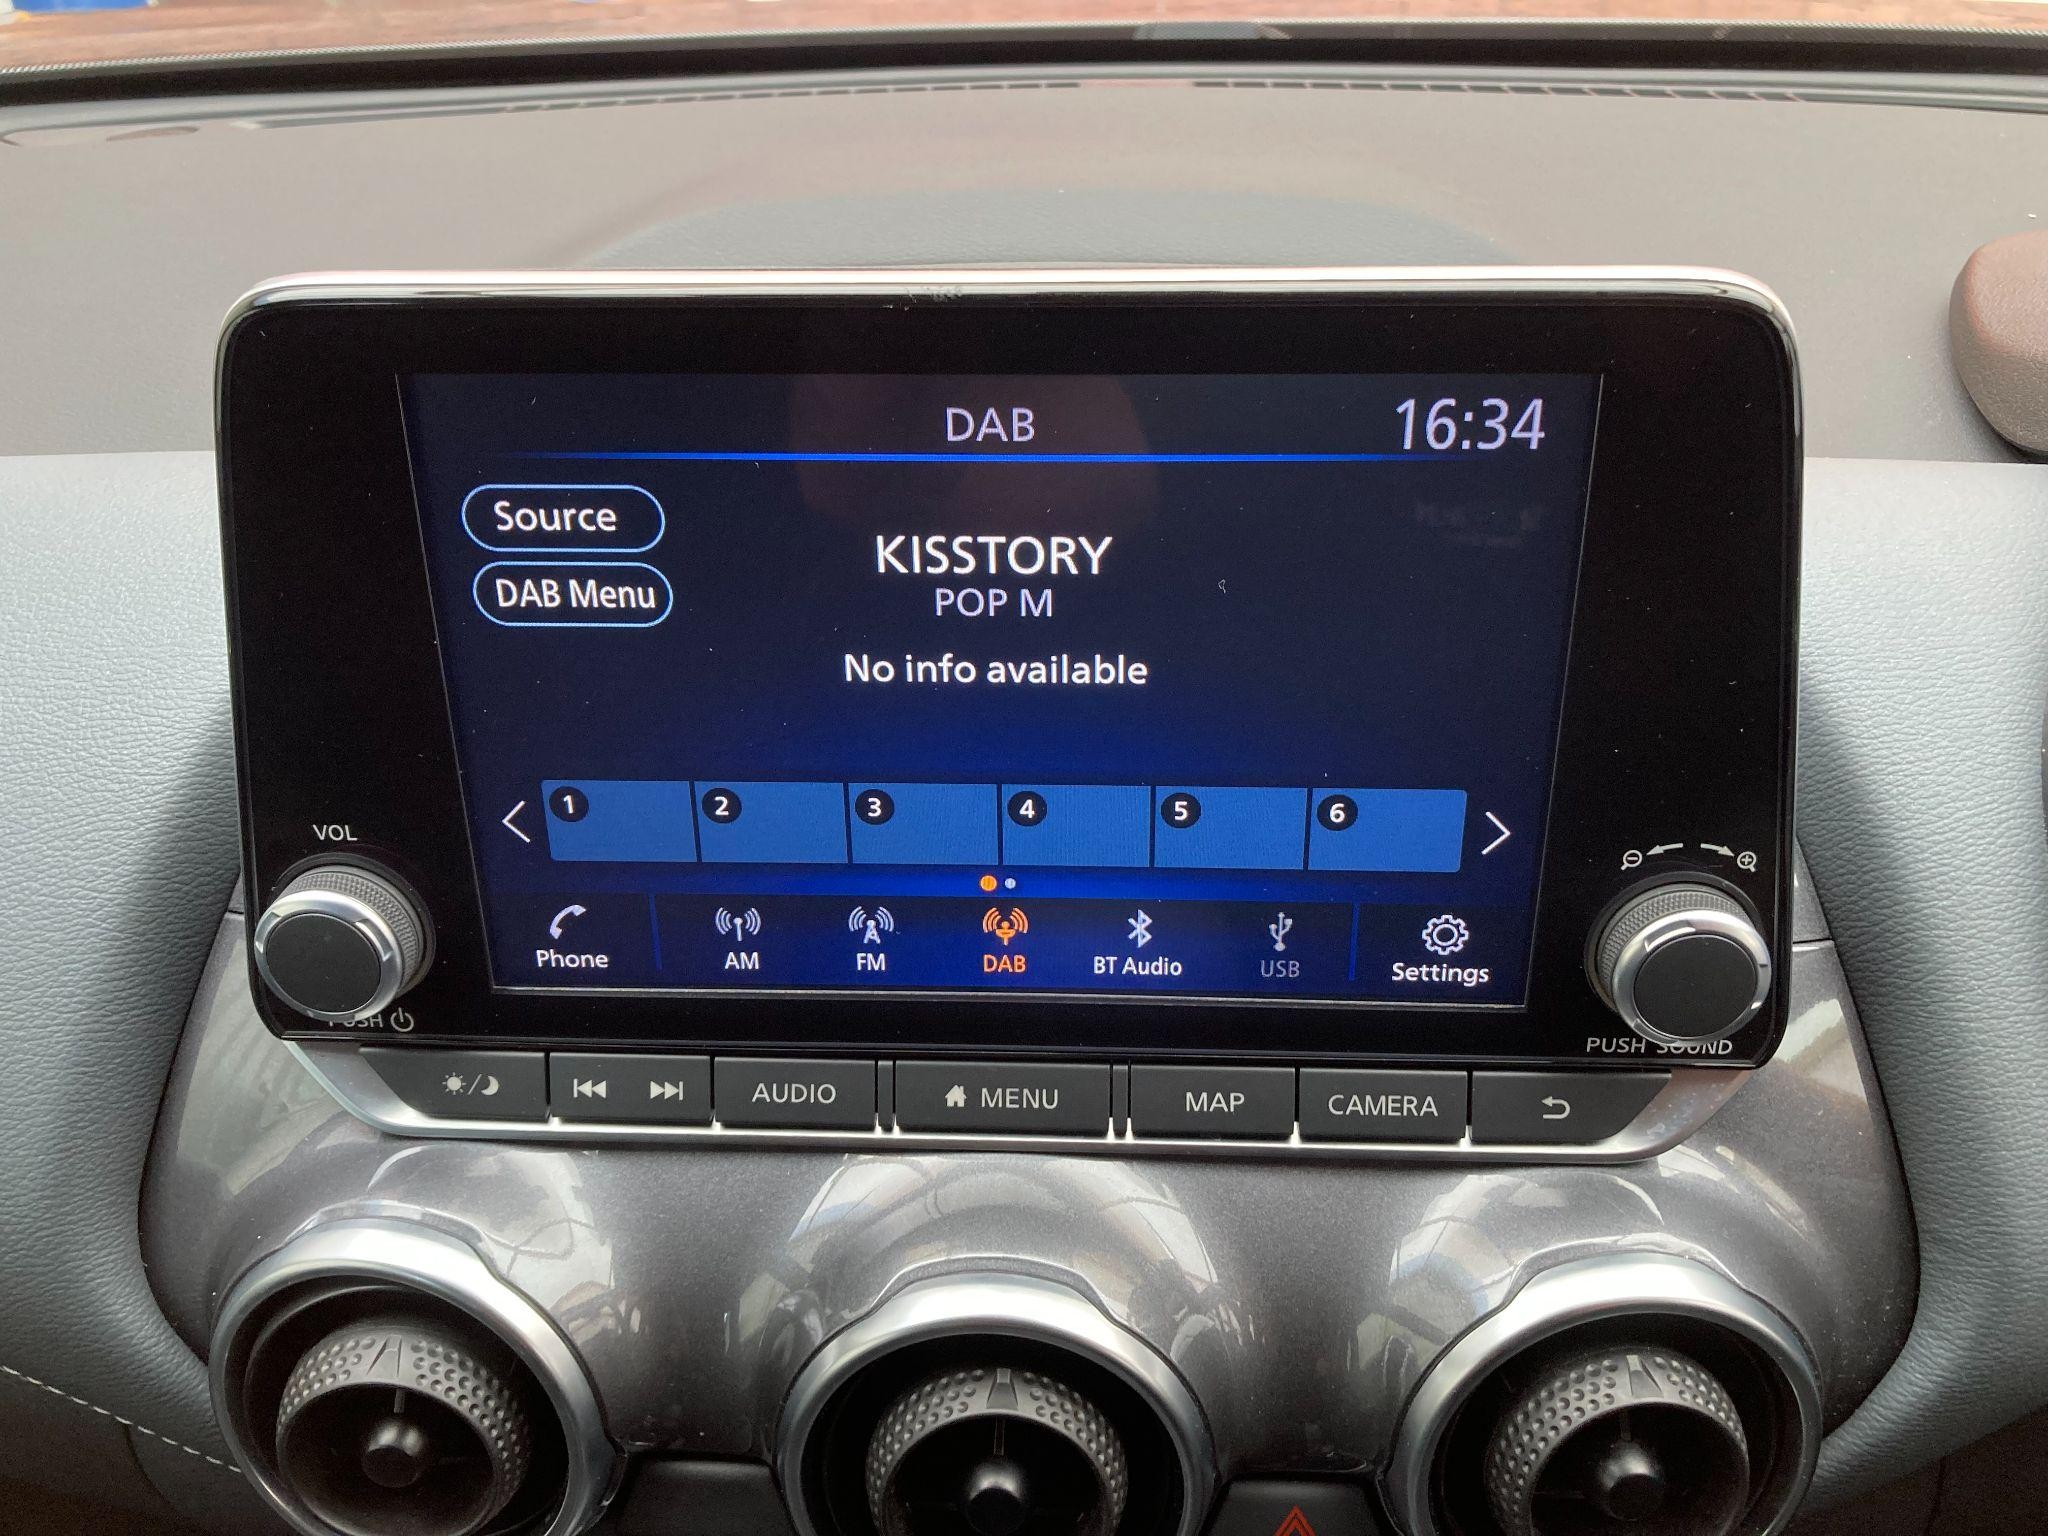 DAB
16:34
Source
DAB Menu
KISSTORY
POP M
No info available
1 2 3 4 5 6
Phone AM FM DAB BT Audio USB Settings
VOL
PUSH
PUSH SOUND
AUDIO MENU MAP CAMERA